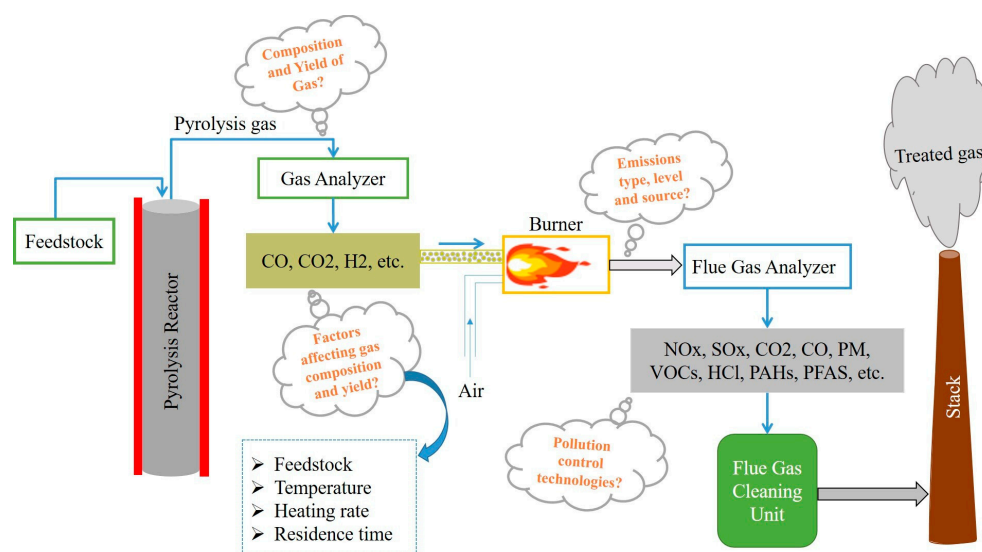 Composition
and Yield of
Gas?
Pyrolysis gas
Gas Analyzer
Feedstock
Pyrolysis Reactor
CO, CO2, H2, etc.
Factors
affecting gas
composition
and yield?
Feedstock
Temperature
Heating rate
Residence time
Air
Burner
Emissions
type, level
and source?
Flue Gas Analyzer
NOx, SOx, CO2, CO, PM,
VOCs, HCl, PAHs, PFAS, etc.
Pollution
control
technologies?
Flue Gas
Cleaning
Unit
Stack
Treated gas